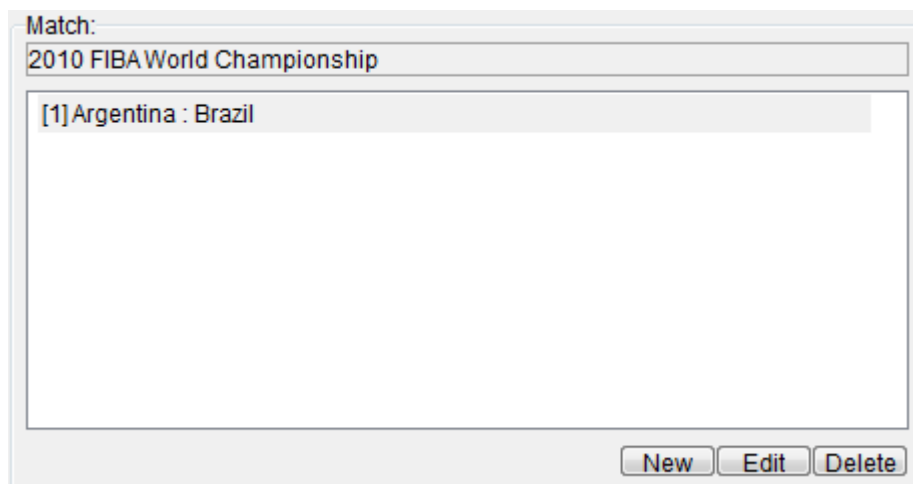 Match:
2010 FIBA World Championship
[1] Argentina : Brazil
New Edit Delete